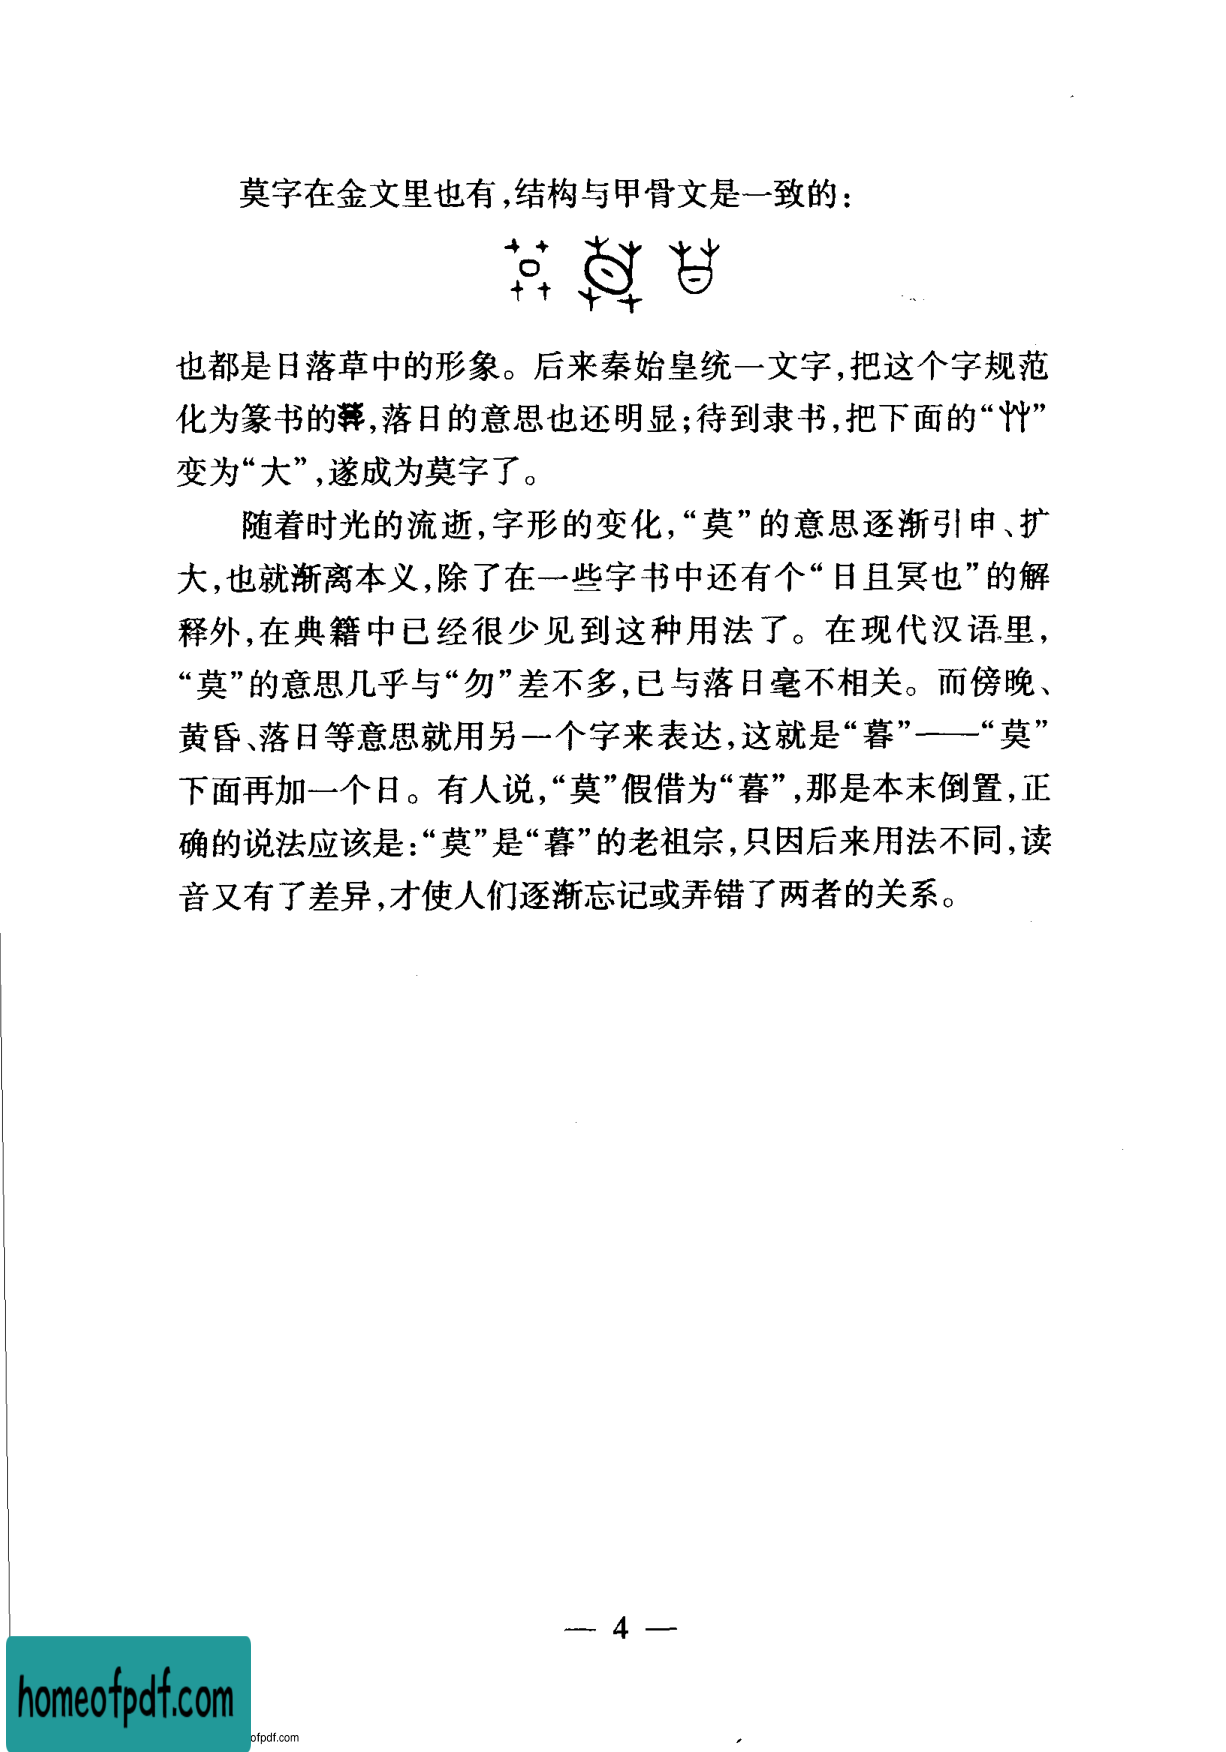 莫字在金文里也有,结构与甲骨文是一致的:
也都是日落草中的形象。后来秦始皇统一文字,把这个字规范
化为篆书的,落日的意思也还明显;待到隶书,把下面的“艸”
变为“大”,遂成为莫字了。
随着时光的流逝,字形的变化,“莫”的意思逐渐引申、扩
大,也就渐离本义,除了在一些字书中还有个“日且冥也”的解
释外,在典籍中已经很少见到这种用法了。在现代汉语里,
“莫”的意思几乎与“勿”差不多,已与落日毫不相关。而傍晚、
黄昏、落日等意思就用另一个字来表达,这就是“暮”——“莫”
下面再加一个日。有人说,“莫”假借为“暮”,那是本末倒置,正
确的说法应该是:“莫”是“暮”的老祖宗,只因后来用法不同,读
音又有了差异,才使人们逐渐忘记或弄错了两者的关系。
— 4 —
homeofpdf.com
ofpdf.com